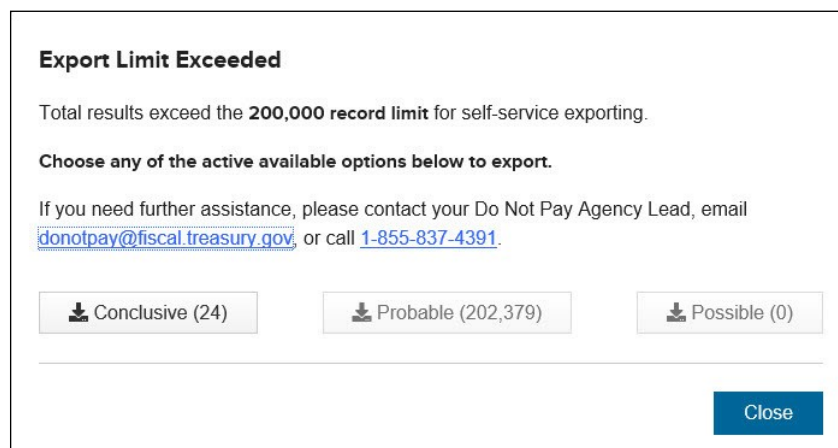 Export Limit Exceeded
Total results exceed the 200,000 record limit for self-service exporting.
Choose any of the active available options below to export.
If you need further assistance, please contact your Do Not Pay Agency Lead, email
donotpay@fiscal.treasury.gov, or call 1-855-837-4391.
Conclusive (24) Probable (202,379) Possible (0)
Close